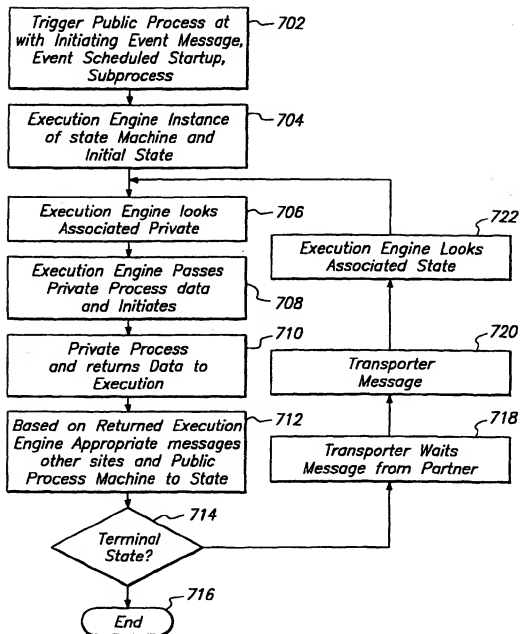 Trigger Public Process at
with Initiating Event Message,
Event Scheduled Startup,
Subprocess
702
Execution Engine Instance
of state Machine and
Initial State
704
Execution Engine looks
Associated Private
706
Execution Engine Passes
Private Process data
and Initiates
708
Private Process
and returns Data to
Execution
710
Based on Returned Execution
Engine Appropriate messages
other sites and Public
Process Machine to State
712
Terminal
State?
714
End
716
Transporter Waits
Message from Partner
718
Transporter
Message
720
Execution Engine Looks
Associated State
722